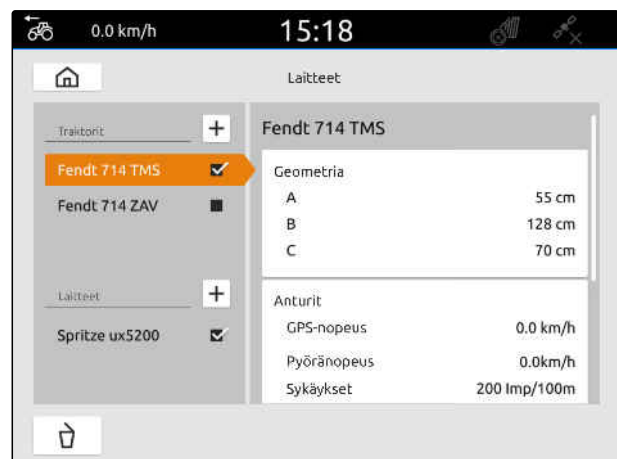 0.0 km/h 15:18
Laitteet
Traktorit +
Fendt 714 TMS
Fendt 714 ZAV
Laitteet +
Spritze ux5200
Fendt 714 TMS
Geometria
A 55 cm
B 128 cm
C 70 cm
Anturit
GPS-nopeus 0.0 km/h
Pyöränopeus 0.0km/h
Sykäykset 200 Imp/100m